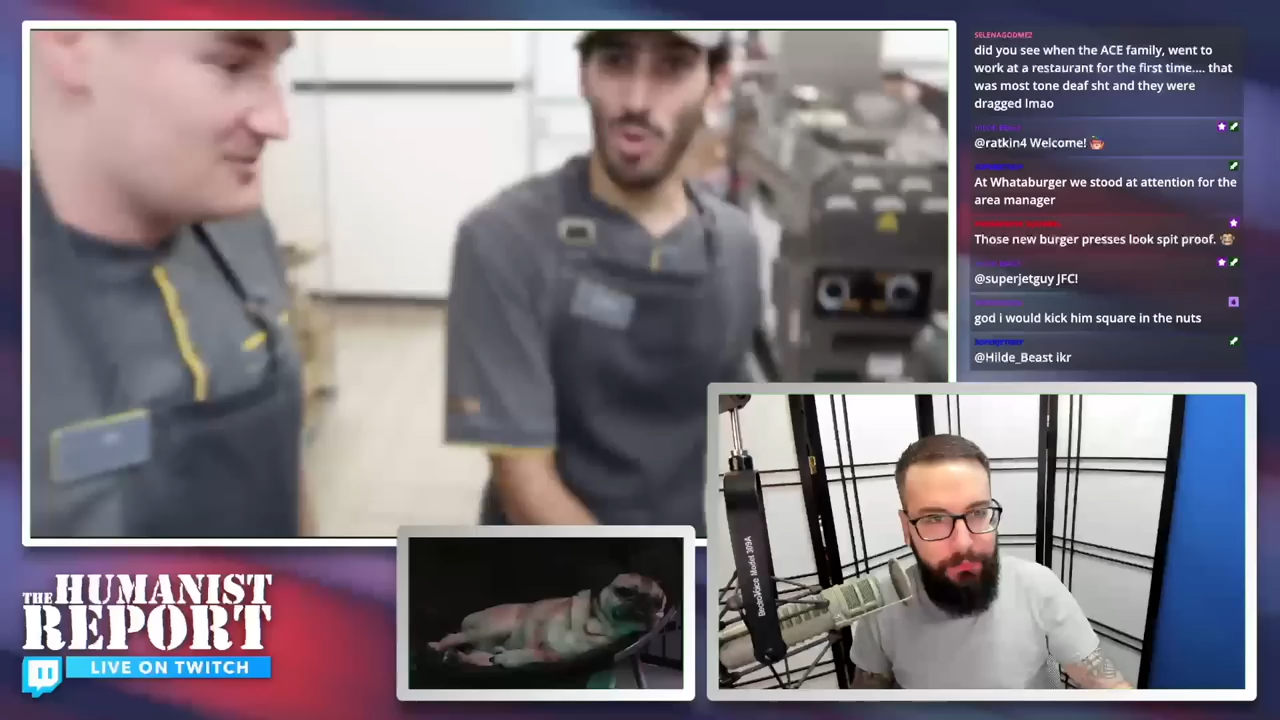 SELENAGODMEZ
did you see when the ACE family, went to
work at a restaurant for the first time.... that
was most tone deaf sht and they were
dragged lmao
@ratkin4 Welcome!
At Whataburger we stood at attention for the
area manager
Those new burger presses look spit proof.
@superjetguy JFC!
god i would kick him square in the nuts
SUPERJETGUY
@Hilde_Beast ikr
THE HUMANIST
REPORT
LIVE ON TWITCH